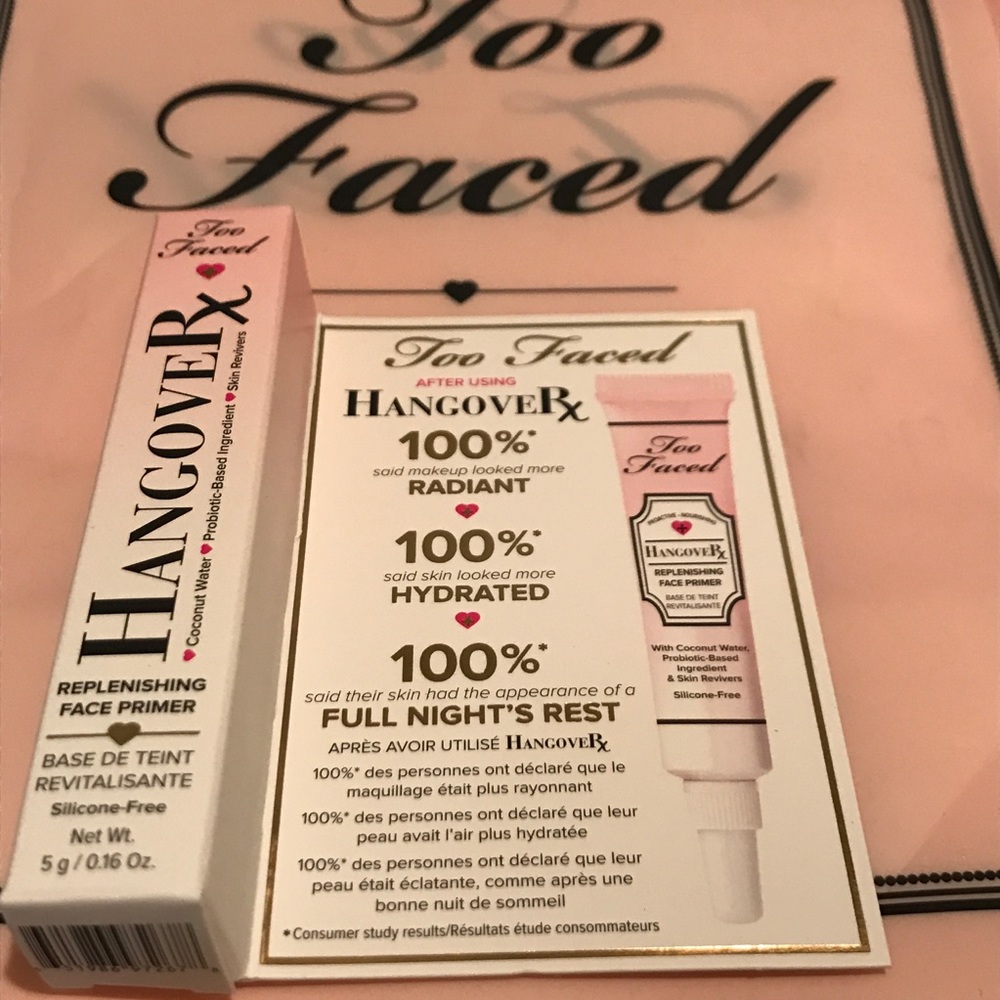 Too
Faced
Too
Faced
HANGOVERx
♥ Coconut Water ♥ Probiotic-Based Ingredient ♥ Skin Revivers
REPLENISHING
FACE PRIMER
BASE DE TEINT
REVITALISANTE
Silicone-Free
Net Wt.
5 g / 0.16 Oz.
Too Faced
AFTER USING
HANGOVERx
100%*
said makeup looked more
RADIANT
100%*
said skin looked more
HYDRATED
100%*
said their skin had the appearance of a
FULL NIGHT'S REST
APRÈS AVOIR UTILISÉ HANGOVERx
100%* des personnes ont déclaré que le
maquillage était plus rayonnant
100%* des personnes ont déclaré que leur
peau avait l'air plus hydratée
100%* des personnes ont déclaré que leur
peau était éclatante, comme après une
bonne nuit de sommeil
*Consumer study results/Résultats étude consommateurs
Too
Faced
HANGOVERx
REPLENISHING
FACE PRIMER
BASE DE TEINT
REVITALISANTE
With Coconut Water,
Probiotic-Based
Ingredient
& Skin Revivers
Silicone-Free